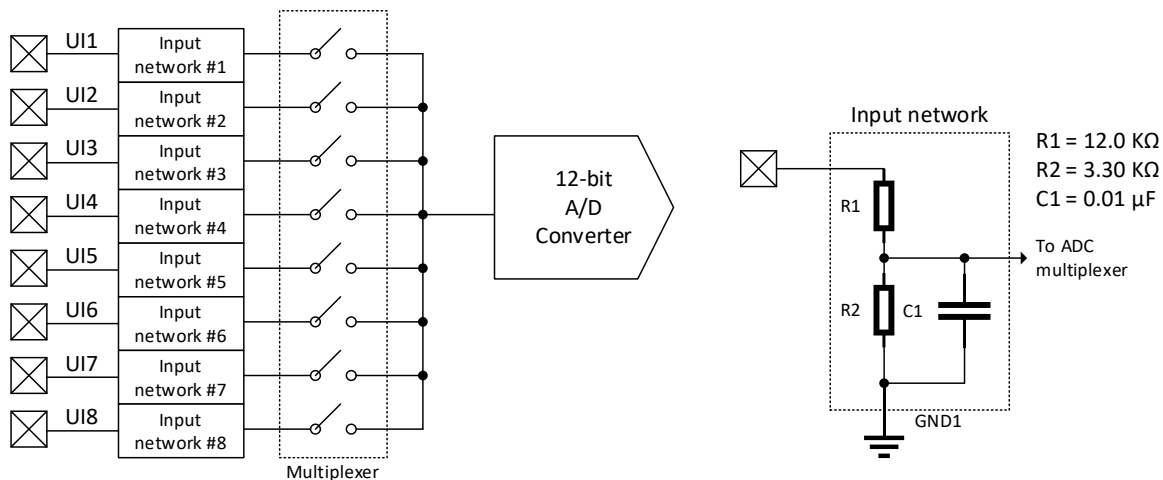 UI1
Input
network #1
UI2
Input
network #2
UI3
Input
network #3
UI4
Input
network #4
UI5
Input
network #5
UI6
Input
network #6
UI7
Input
network #7
UI8
Input
network #8
Multiplexer
12-bit
A/D
Converter
Input network
R1 = 12.0 KΩ
R2 = 3.30 KΩ
C1 = 0.01 µF
R1
To ADC
multiplexer
R2
C1
GND1